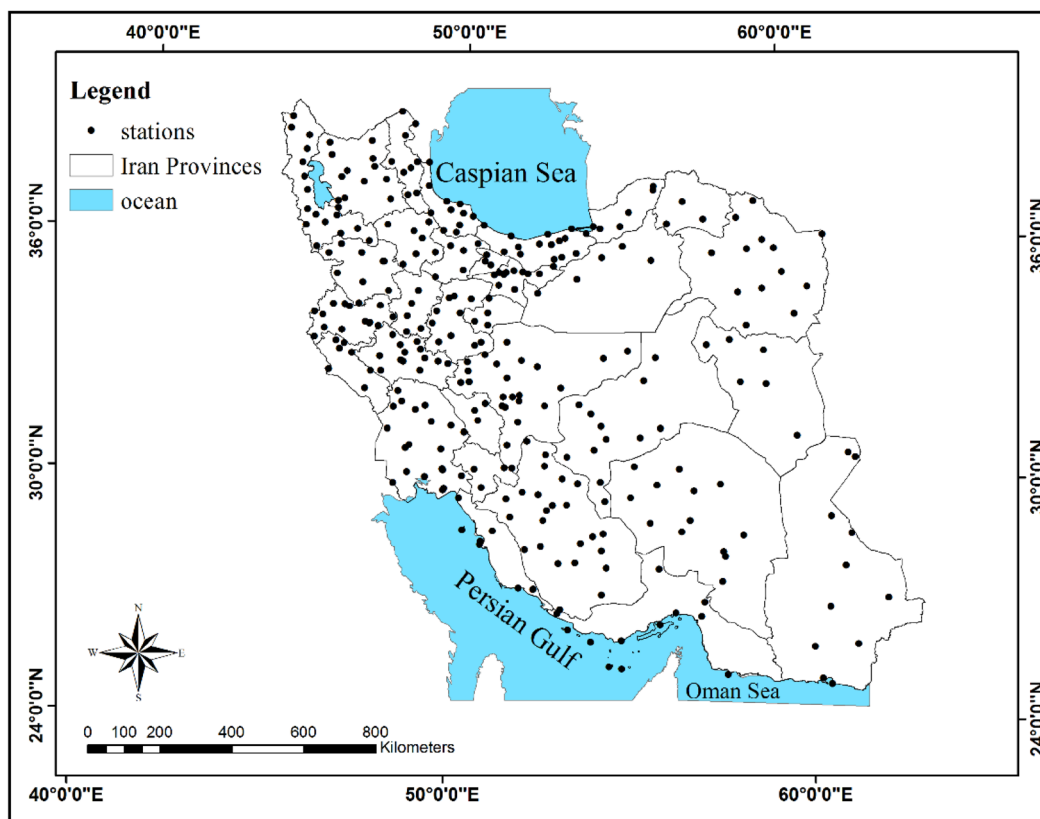 40°0'0"E 50°0'0"E 60°0'0"E
Legend
stations
Iran Provinces
ocean
Caspian Sea
36°0'0"N
36°0'0"N
30°0'0"N
30°0'0"N
Persian Gulf
N
W E
S
Oman Sea
24°0'0"N
24°0'0"N
0 100 200 400 600 800
Kilometers
40°0'0"E 50°0'0"E 60°0'0"E